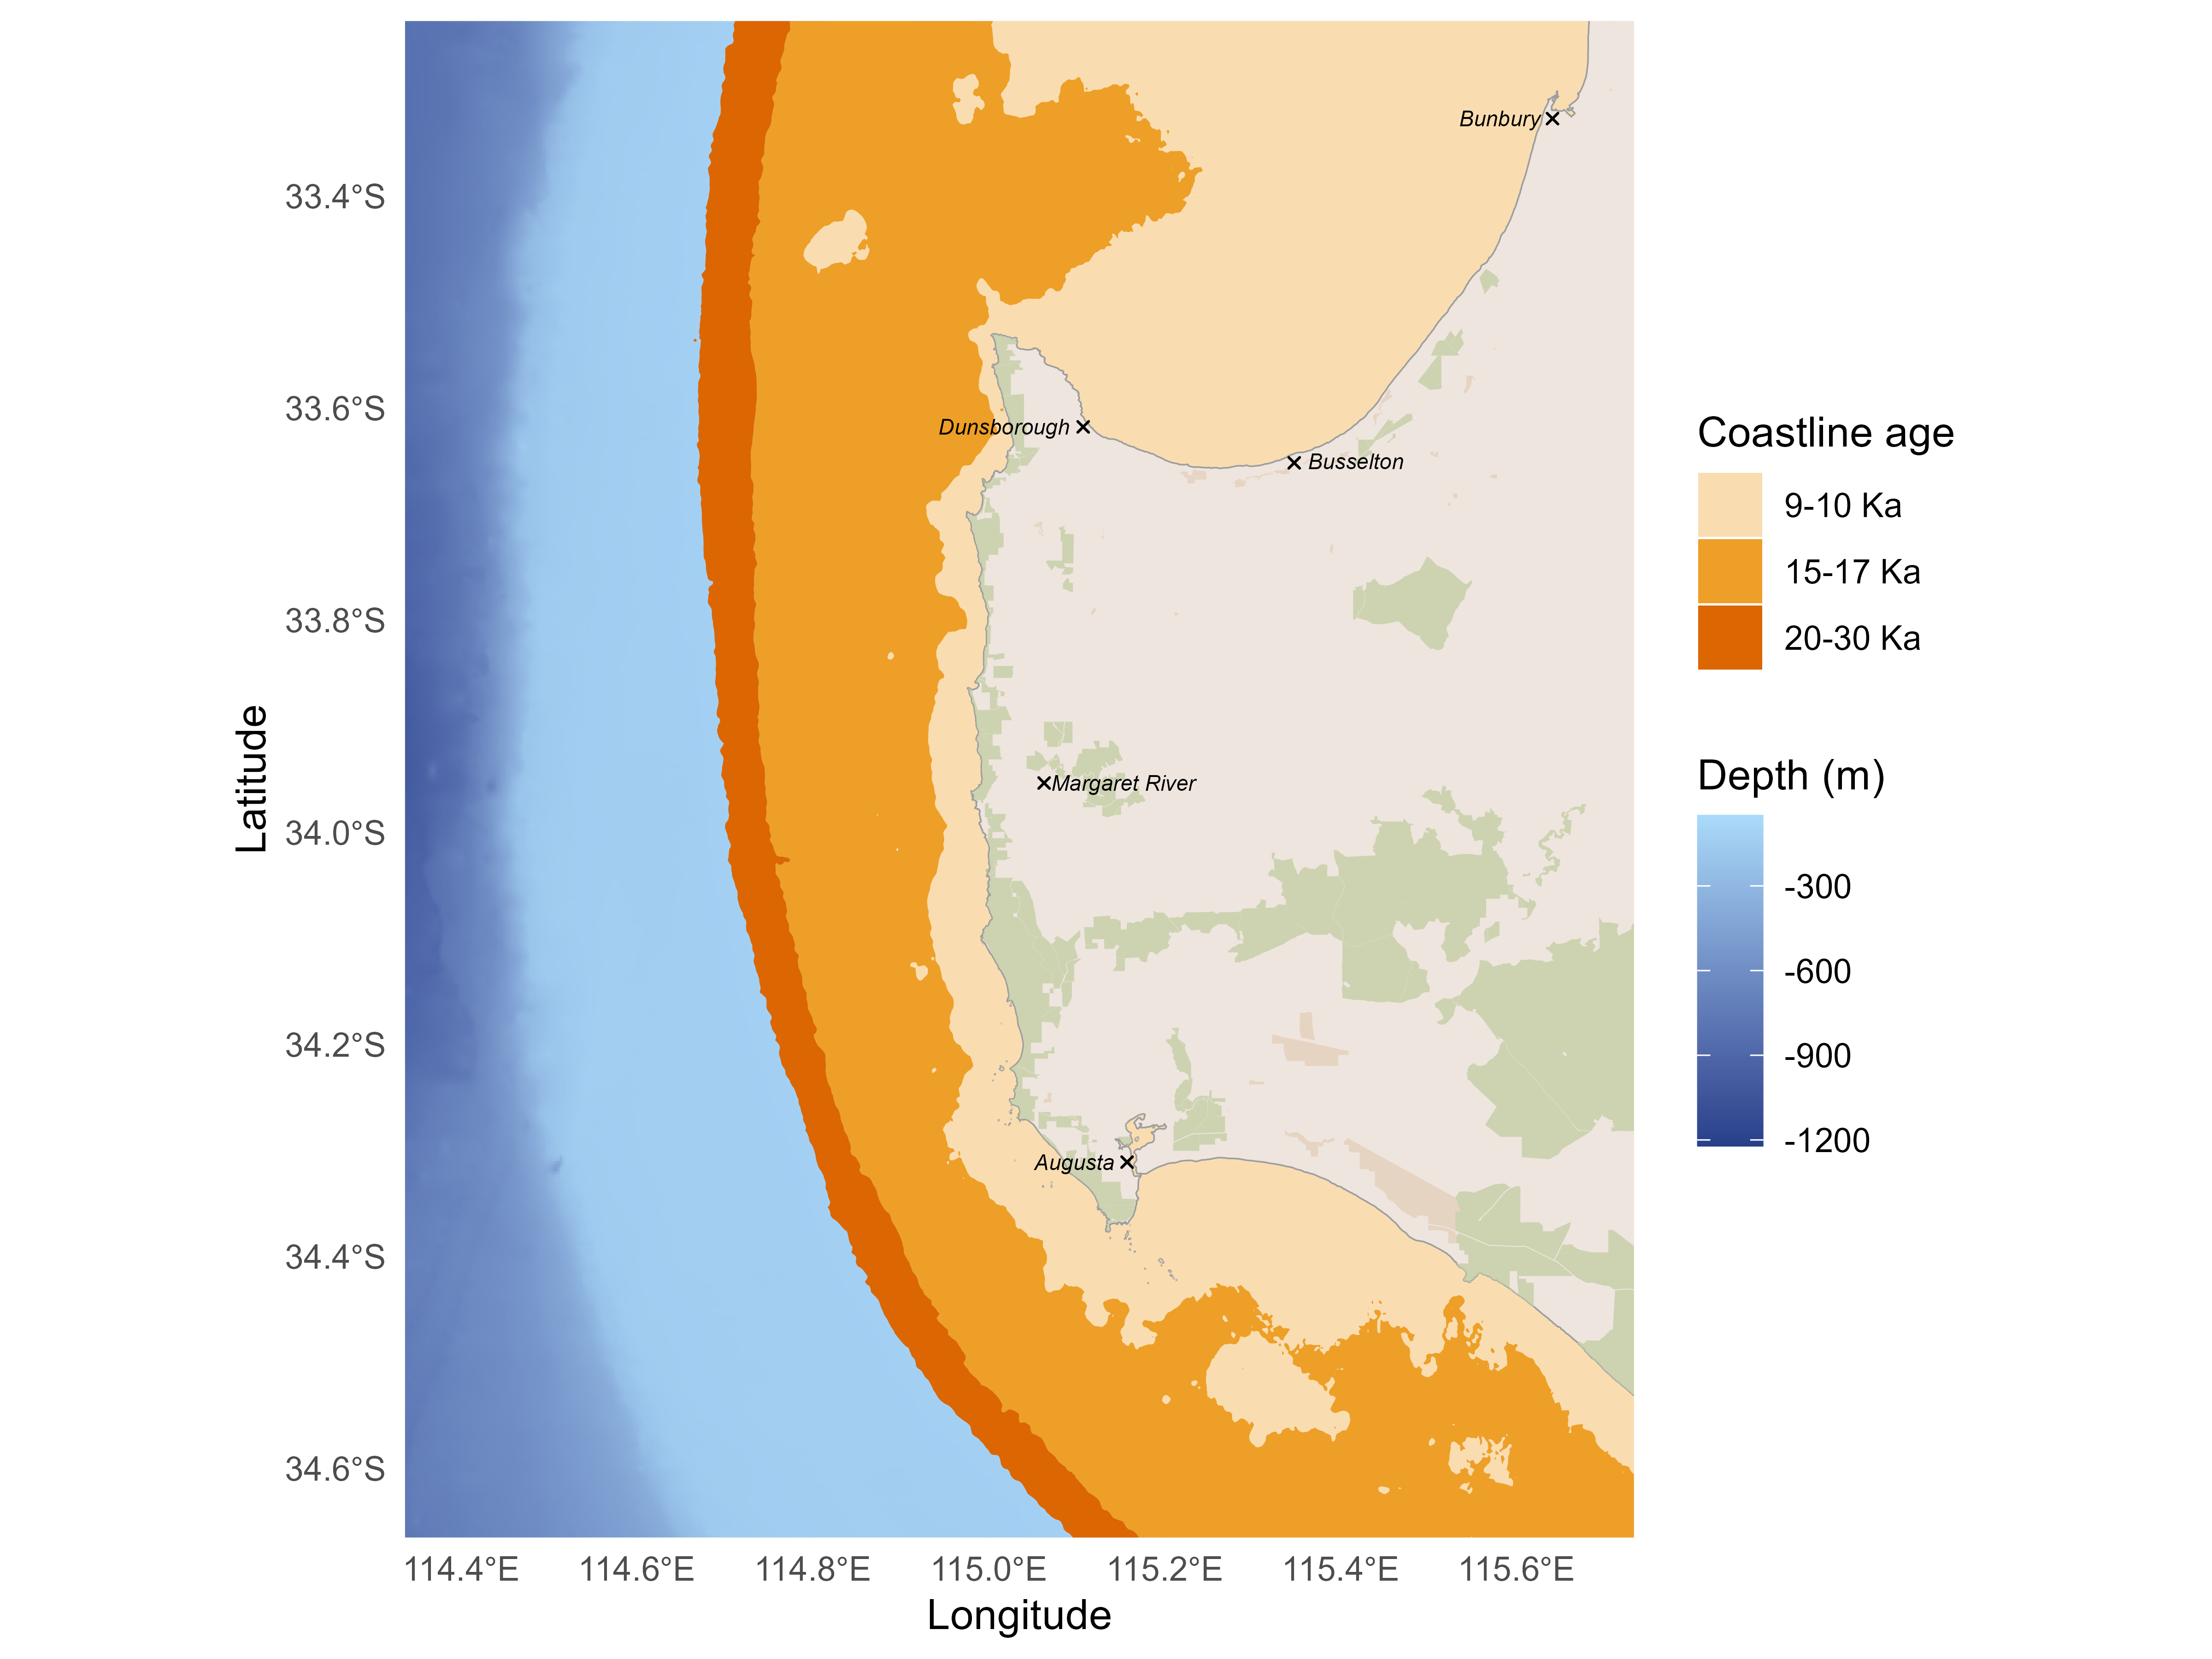 Bunbury
Dunsborough
Busselton
Margaret River
Augusta
33.4°S
33.6°S
33.8°S
34.0°S
34.2°S
34.4°S
34.6°S
Latitude
114.4°E 114.6°E 114.8°E 115.0°E 115.2°E 115.4°E 115.6°E
Longitude
Coastline age
9-10 Ka
15-17 Ka
20-30 Ka
Depth (m)
-300
-600
-900
-1200